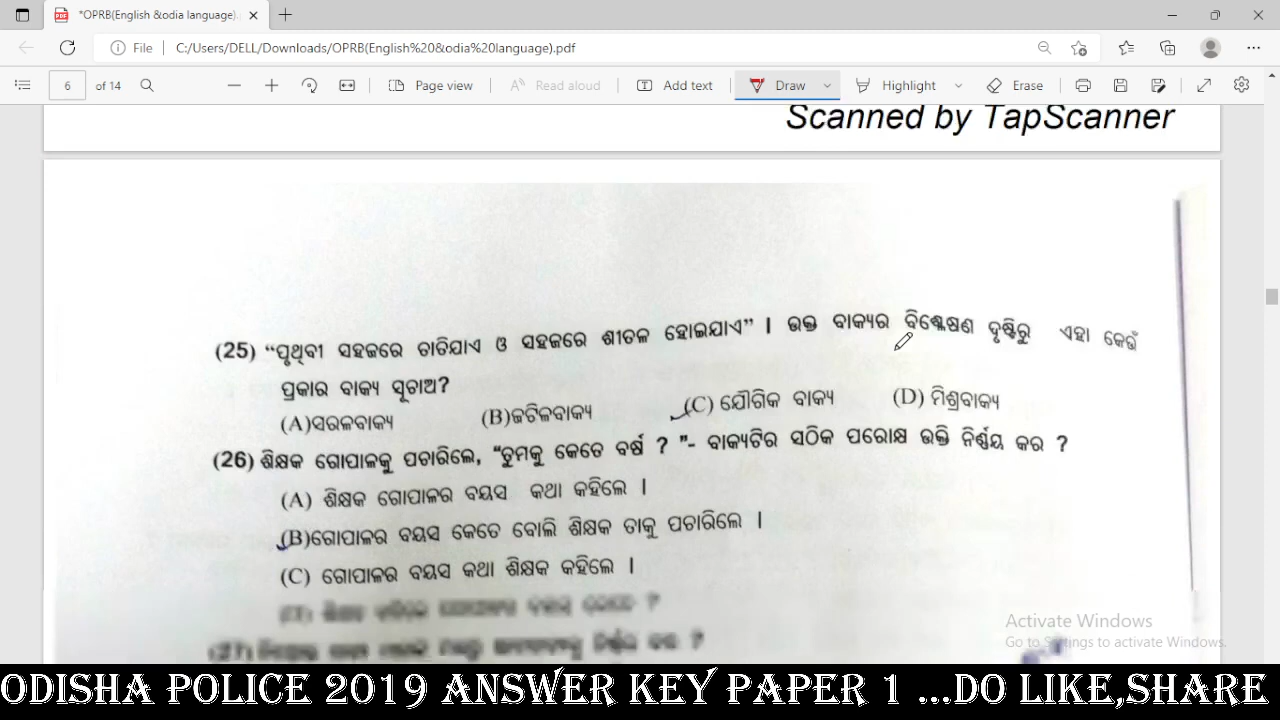 *OPRB(English &odia language).
File C:/Users/DELL/Downloads/OPRB(English%20&odia%20language).pdf
6 of 14 Page view Read aloud Add text Draw Highlight Erase
Scanned by TapScanner
(25) “ପୃଥିବୀ ସହଜରେ ତାତିଯାଏ ଓ ସହଜରେ ଶୀତଳ ହୋଇଯାଏ” । ଉକ୍ତ ବାକ୍ୟର ବିଶ୍ଳେଷଣ ଦୃଷ୍ଟିରୁ ଏହା କେଉଁ
ପ୍ରକାର ବାକ୍ୟ ସୂଚାଅ?
(A)ସରଳବାକ୍ୟ (B)ଜଟିଳବାକ୍ୟ (C) ଯୌଗିକ ବାକ୍ୟ (D) ମିଶ୍ରବାକ୍ୟ
(26) ଶିକ୍ଷକ ଗୋପାଳକୁ ପଚାରିଲେ, “ତୁମକୁ କେତେ ବର୍ଷ ? ”- ବାକ୍ୟଟିର ସଠିକ ପରୋକ୍ଷ ଉକ୍ତି ନିର୍ଣ୍ଣୟ କର ?
(A) ଶିକ୍ଷକ ଗୋପାଳର ବୟସ କଥା କହିଲେ ।
(B)ଗୋପାଳର ବୟସ କେତେ ବୋଲି ଶିକ୍ଷକ ତାକୁ ପଚାରିଲେ ।
(C) ଗୋପାଳର ବୟସ କଥା ଶିକ୍ଷକ କହିଲେ ।
Activate Windows
Go to Settings to activate Windows.
ODISHA POLICE 2019 ANSWER KEY PAPER 1 ...DO LIKE,SHARE